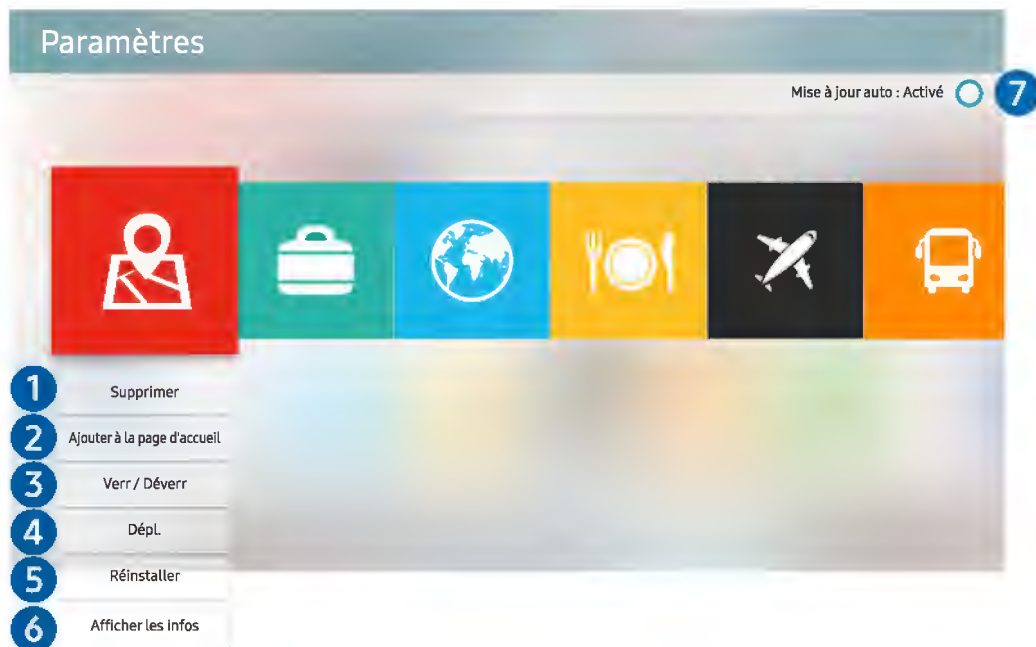 Paramètres
Mise à jour auto : Activé 7
1 Supprimer
2 Ajouter à la page d'accueil
3 Verr / Déverr
4 Dépl.
5 Réinstaller
6 Afficher les infos